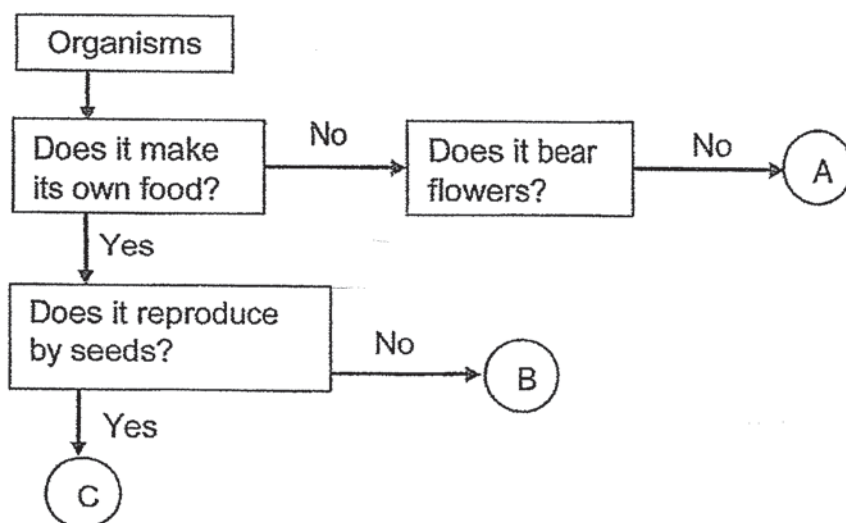 Organisms
Does it make
its own food?
No
Does it bear
flowers?
No
A
Yes
Does it reproduce
by seeds?
No
B
Yes
C